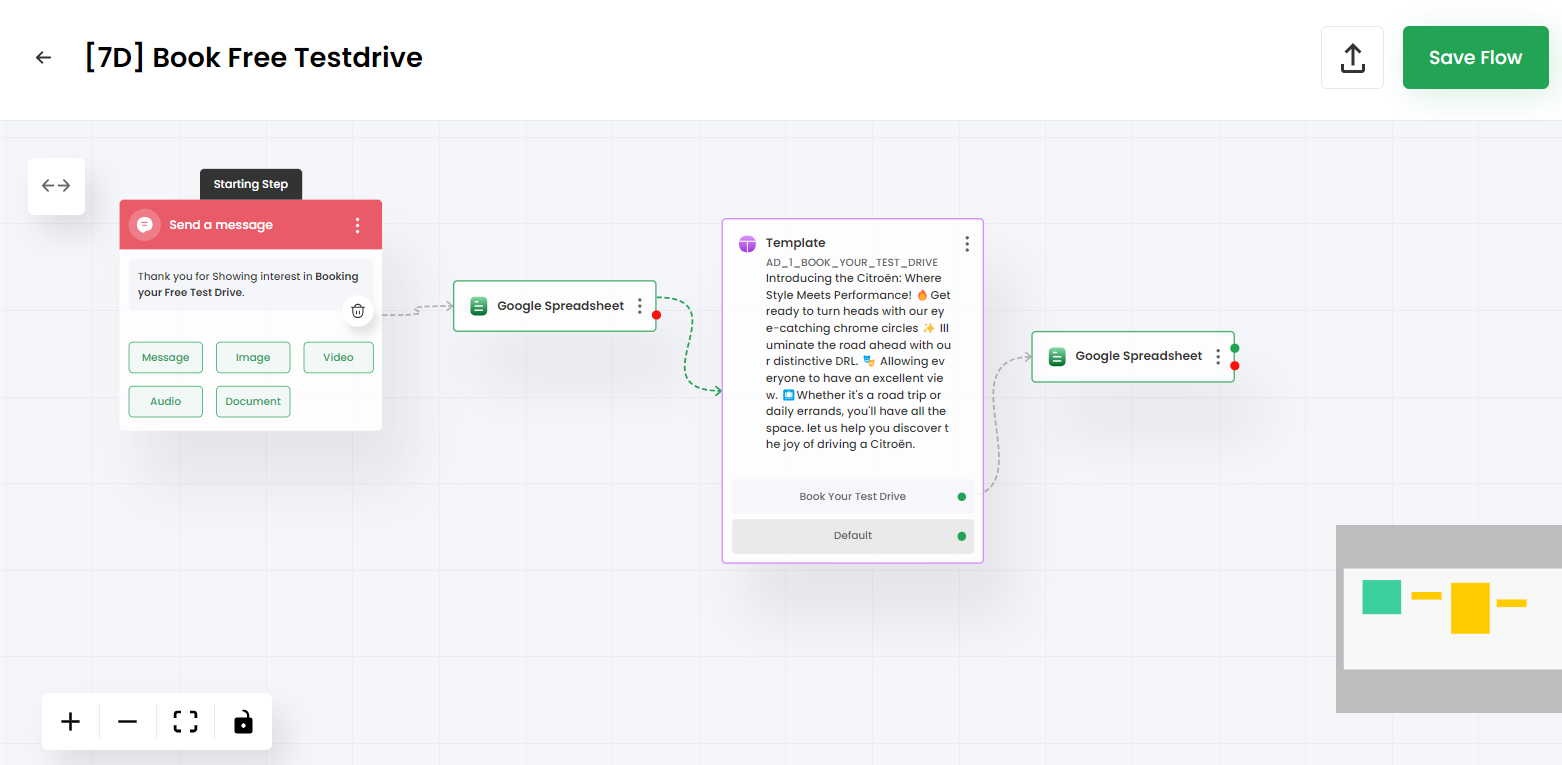 [7D] Book Free Testdrive
Save Flow
Starting Step
Send a message
Thank you for Showing interest in Booking
your Free Test Drive.
Message
Image
Video
Audio
Document
Google Spreadsheet
Template
AD_1_BOOK_YOUR_TEST_DRIVE
Introducing the Citroën: Where
Style Meets Performance! 🔥 Get
ready to turn heads with our ey
e-catching chrome circles ✨ Ill
uminate the road ahead with ou
r distinctive DRL. 🎭 Allowing ev
eryone to have an excellent vie
w. 🔲Whether it's a road trip or
daily errands, you'll have all the
space. let us help you discover t
he joy of driving a Citroën.
Book Your Test Drive
Default
Google Spreadsheet